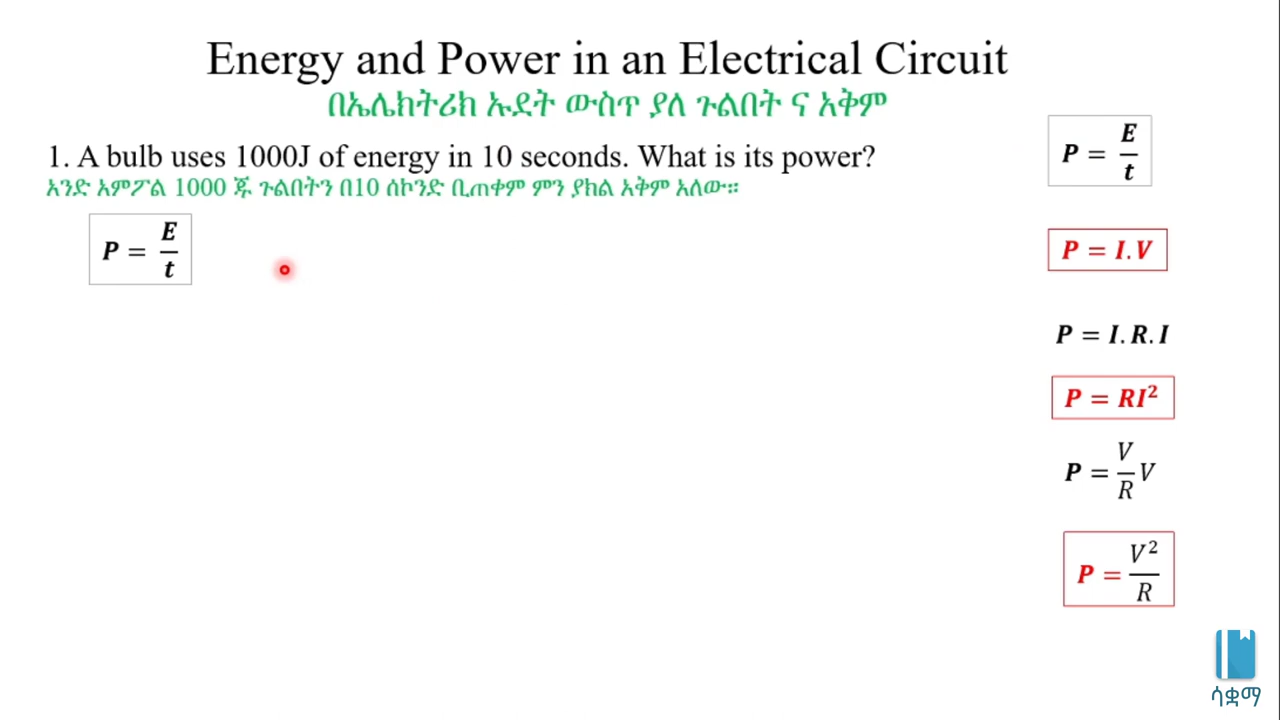 Energy and Power in an Electrical Circuit
በኤሌክትሪክ ኡደት ውስጥ ያለ ጉልበት ና አቅም
1. A bulb uses 1000J of energy in 10 seconds. What is its power?
አንድ አምፖል 1000 ጁ ጉልበትን በ10 ሰኮንድ ቢጠቀም ምን ያክል አቅም አለው።
P = E/t
P = E/t
P = I.V
P = I.R.I
P = RI²
P = V/R V
P = V²/R
ሳቋማ